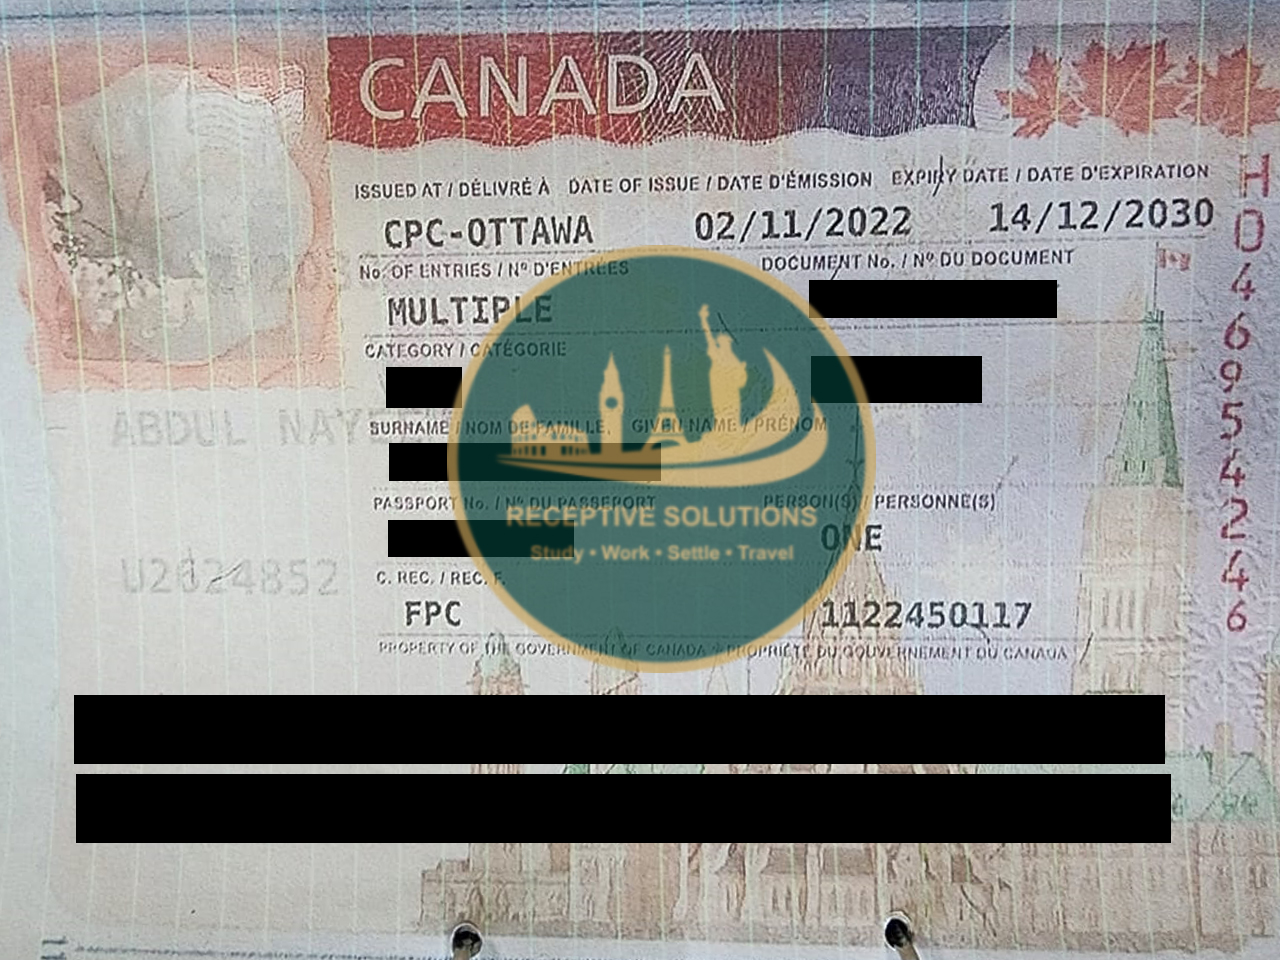 CANADA
ISSUED AT / DÉLIVRÉ À DATE OF ISSUE / DATE D'ÉMISSION EXPIRY DATE / DATE D'EXPIRATION
CPC-OTTAWA 02/11/2022 14/12/2030
No. OF ENTRIES / Nº D'ENTRÉES DOCUMENT No. / Nº DU DOCUMENT
MULTIPLE
CATEGORY / CATÉGORIE
ABDUL
SURNAME / NOM DE FAMILLE, GIVEN NAME / PRÉNOM
PASSPORT No. / Nº DU PASSEPORT PERSON(S) / PERSONNE(S)
RECEPTIVE SOLUTIONS
ONE
Study • Work • Settle • Travel
U2024852
C. REC. / REC. F.
FPC 1122450117
PROPERTY OF THE GOVERNMENT OF CANADA PROPRIÉTÉ DU GOUVERNEMENT DU CANADA
H046954246